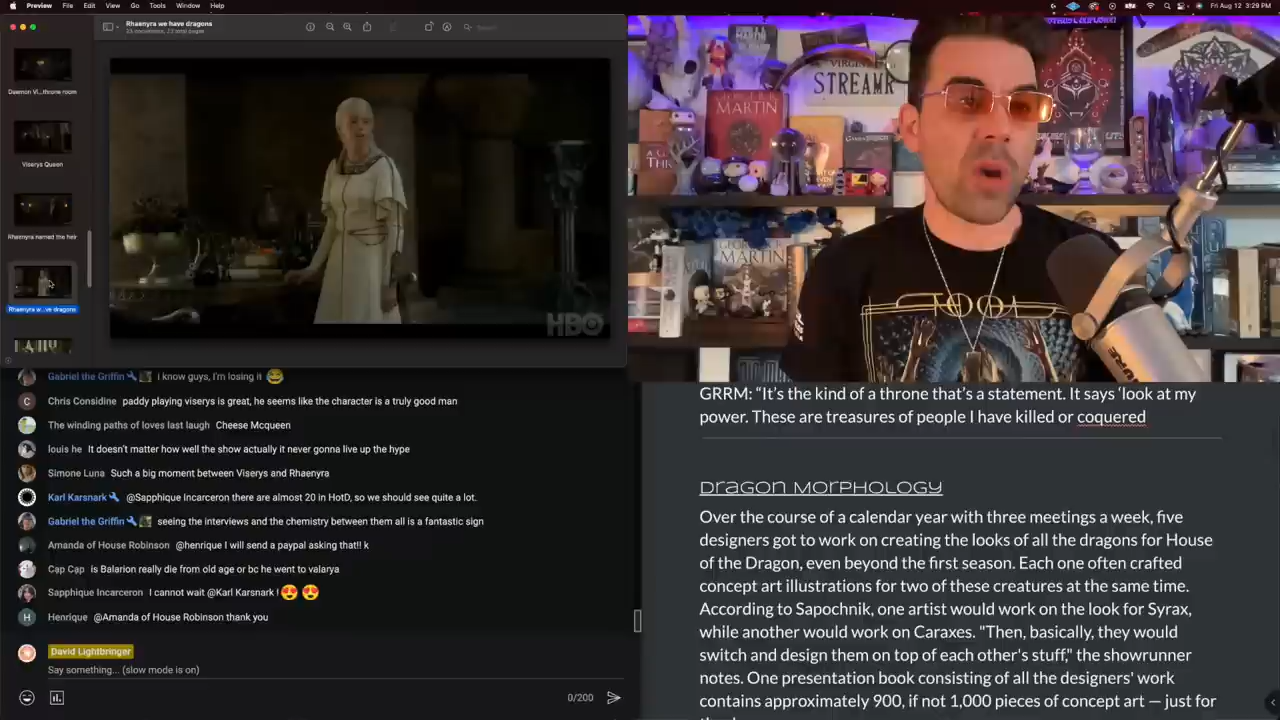 Preview File Edit View Go Tools Window Help
Fri Aug 12 3:29 PM
Rhaenyra we have dragons
Search
Daemon Vi...throne room
Viserys Queen
Rhaenyra named the heir
Rhaenyra w...ve dragons
HBO
VIRGIN
STREAMR
MARTIN
GEORGE R.R.
MARTIN
TOOL
Gabriel the Griffin i know guys, I'm losing it 😂
C Chris Considine paddy playing viserys is great, he seems like the character is a truly good man
The winding paths of loves last laugh Cheese Mcqueen
louis he It doesn't matter how well the show actually it never gonna live up the hype
Simone Luna Such a big moment between Viserys and Rhaenyra
Karl Karsnark @Sapphique Incarceron there are almost 20 in HotD, so we should see quite a lot.
Gabriel the Griffin seeing the interviews and the chemistry between them all is a fantastic sign
Amanda of House Robinson @henrique I will send a paypal asking that!! k
Cap Cap is Balarion really die from old age or bc he went to valarya
Sapphique Incarceron I cannot wait @Karl Karsnark ! 😍 😍
H Henrique @Amanda of House Robinson thank you
David Lightbringer
Say something... (slow mode is on)
0/200
GRRM: “It’s the kind of a throne that’s a statement. It says ‘look at my
power. These are treasures of people I have killed or coquered
Dragon Morphology
Over the course of a calendar year with three meetings a week, five
designers got to work on creating the looks of all the dragons for House
of the Dragon, even beyond the first season. Each one often crafted
concept art illustrations for two of these creatures at the same time.
According to Sapochnik, one artist would work on the look for Syrax,
while another would work on Caraxes. "Then, basically, they would
switch and design them on top of each other's stuff," the showrunner
notes. One presentation book consisting of all the designers' work
contains approximately 900, if not 1,000 pieces of concept art — just for